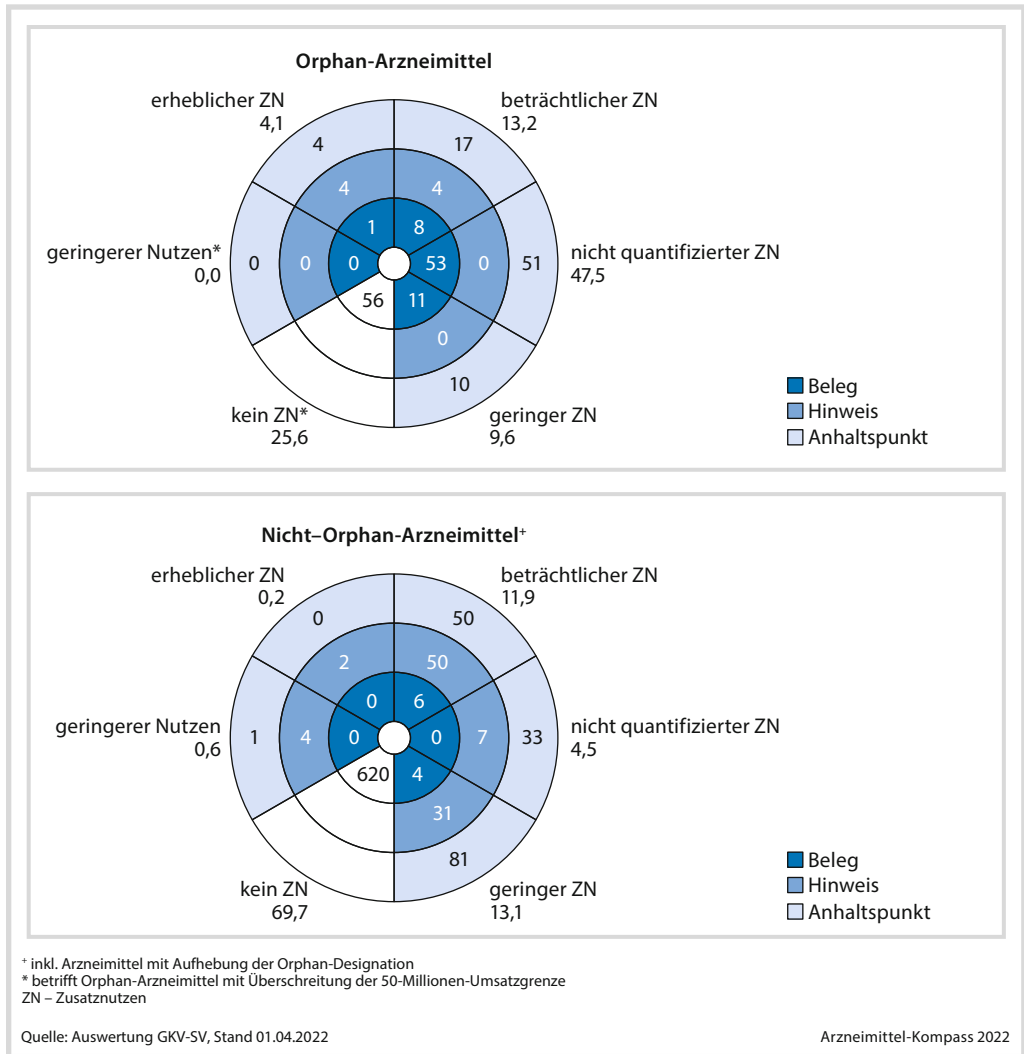 Orphan-Arzneimittel
erheblicher ZN
4,1
beträchtlicher ZN
13,2
4
17
4
4
1
8
geringerer Nutzen*
0,0
0
0
0
53
0
51
nicht quantifizierter ZN
47,5
56
11
0
10
kein ZN*
25,6
geringer ZN
9,6
Beleg
Hinweis
Anhaltspunkt
Nicht–Orphan-Arzneimittel+
erheblicher ZN
0,2
beträchtlicher ZN
11,9
0
50
2
50
0
6
geringerer Nutzen
0,6
1
4
0
0
7
33
nicht quantifizierter ZN
4,5
620
4
31
81
kein ZN
69,7
geringer ZN
13,1
Beleg
Hinweis
Anhaltspunkt
+ inkl. Arzneimittel mit Aufhebung der Orphan-Designation
* betrifft Orphan-Arzneimittel mit Überschreitung der 50-Millionen-Umsatzgrenze
ZN – Zusatznutzen
Quelle: Auswertung GKV-SV, Stand 01.04.2022
Arzneimittel-Kompass 2022